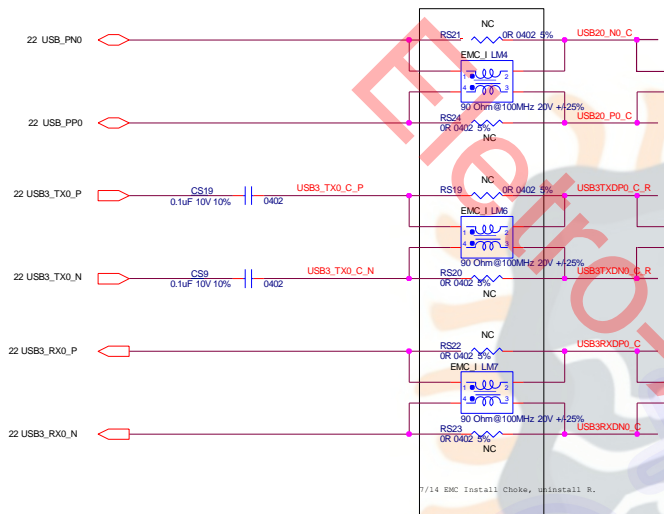 NC
22 USB_PN0
RS21
0R 0402 5%
USB20_N0_C
EMC_I LM4
1
2
4
3
90 Ohm@100MHz 20V +/-25%
22 USB_PP0
RS24
USB20_P0_C
0R 0402 5%
NC
NC
22 USB3_TX0_P
CS19
USB3_TX0_C_P
RS19
0R 0402 5%
USB3TXDP0_C_R
0.1uF 10V 10%
0402
EMC_I LM6
1
2
4
3
90 Ohm@100MHz 20V +/-25%
22 USB3_TX0_N
CS9
USB3_TX0_C_N
RS20
USB3TXDN0_C_R
0.1uF 10V 10%
0402
0R 0402 5%
NC
NC
22 USB3_RX0_P
RS22
USB3RXDP0_C
0R 0402 5%
EMC_I LM7
1
2
4
3
90 Ohm@100MHz 20V +/-25%
22 USB3_RX0_N
RS23
USB3RXDN0_C
0R 0402 5%
NC
7/14 EMC Install Choke, uninstall R.
Eletro